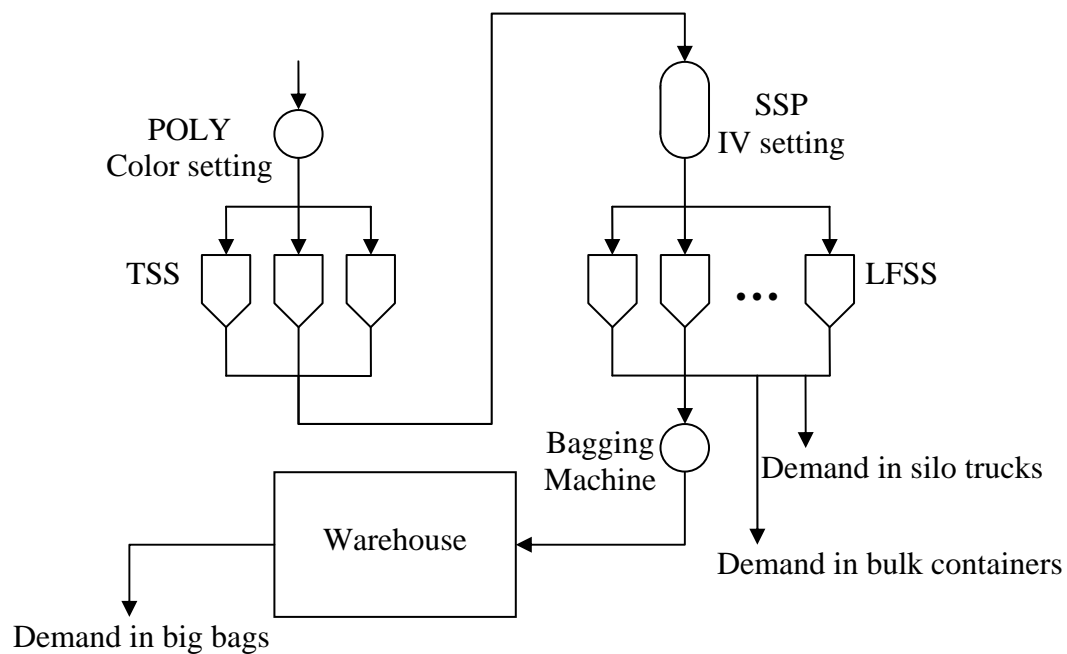 POLY
Color setting
SSP
IV setting
TSS
LFSS
Bagging
Machine
Demand in silo trucks
Warehouse
Demand in bulk containers
Demand in big bags